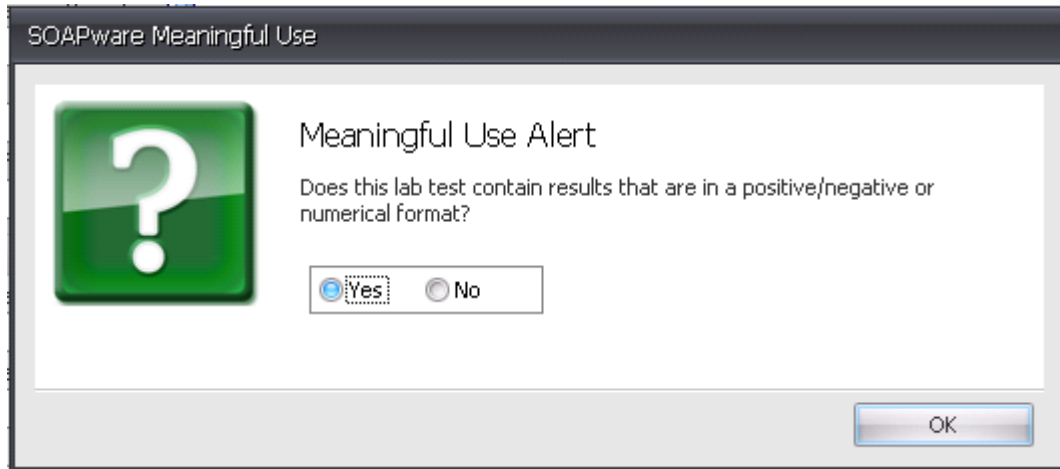 SOAPware Meaningful Use
Meaningful Use Alert
Does this lab test contain results that are in a positive/negative or
numerical format?
Yes No
OK